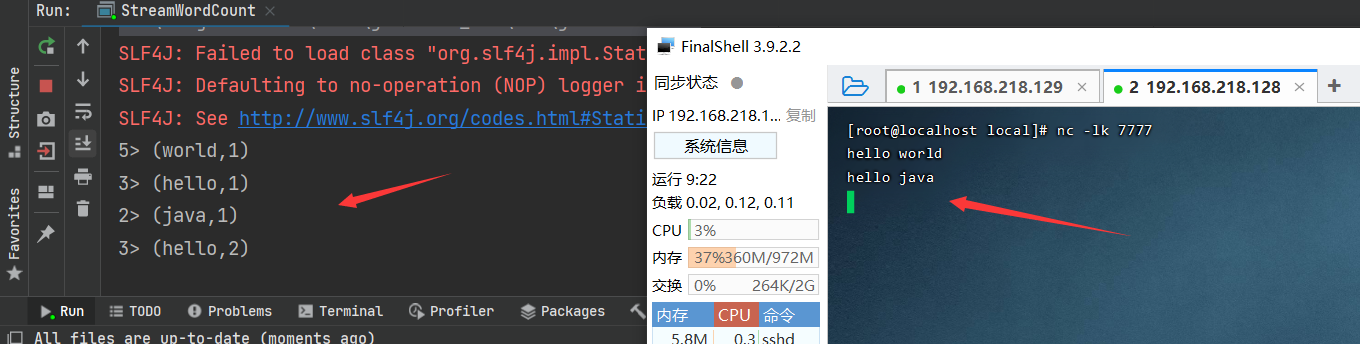 Run: StreamWordCount
Structure
Favorites
SLF4J: Failed to load class "org.slf4j.impl.Stati
SLF4J: Defaulting to no-operation (NOP) logger i
SLF4J: See http://www.slf4j.org/codes.html#Stati
5> (world,1)
3> (hello,1)
2> (java,1)
3> (hello,2)
Run TODO Problems Terminal Profiler Packages
All files are up-to-date (moments ago)
FinalShell 3.9.2.2
同步状态
IP 192.168.218.1... 复制
系统信息
运行 9:22
负载 0.02, 0.12, 0.11
CPU 3%
内存 37% 360M/972M
交换 0% 264K/2G
内存 CPU 命令
5.8M 0.3 sshd
1 192.168.218.129
2 192.168.218.128
[root@localhost local]# nc -lk 7777
hello world
hello java